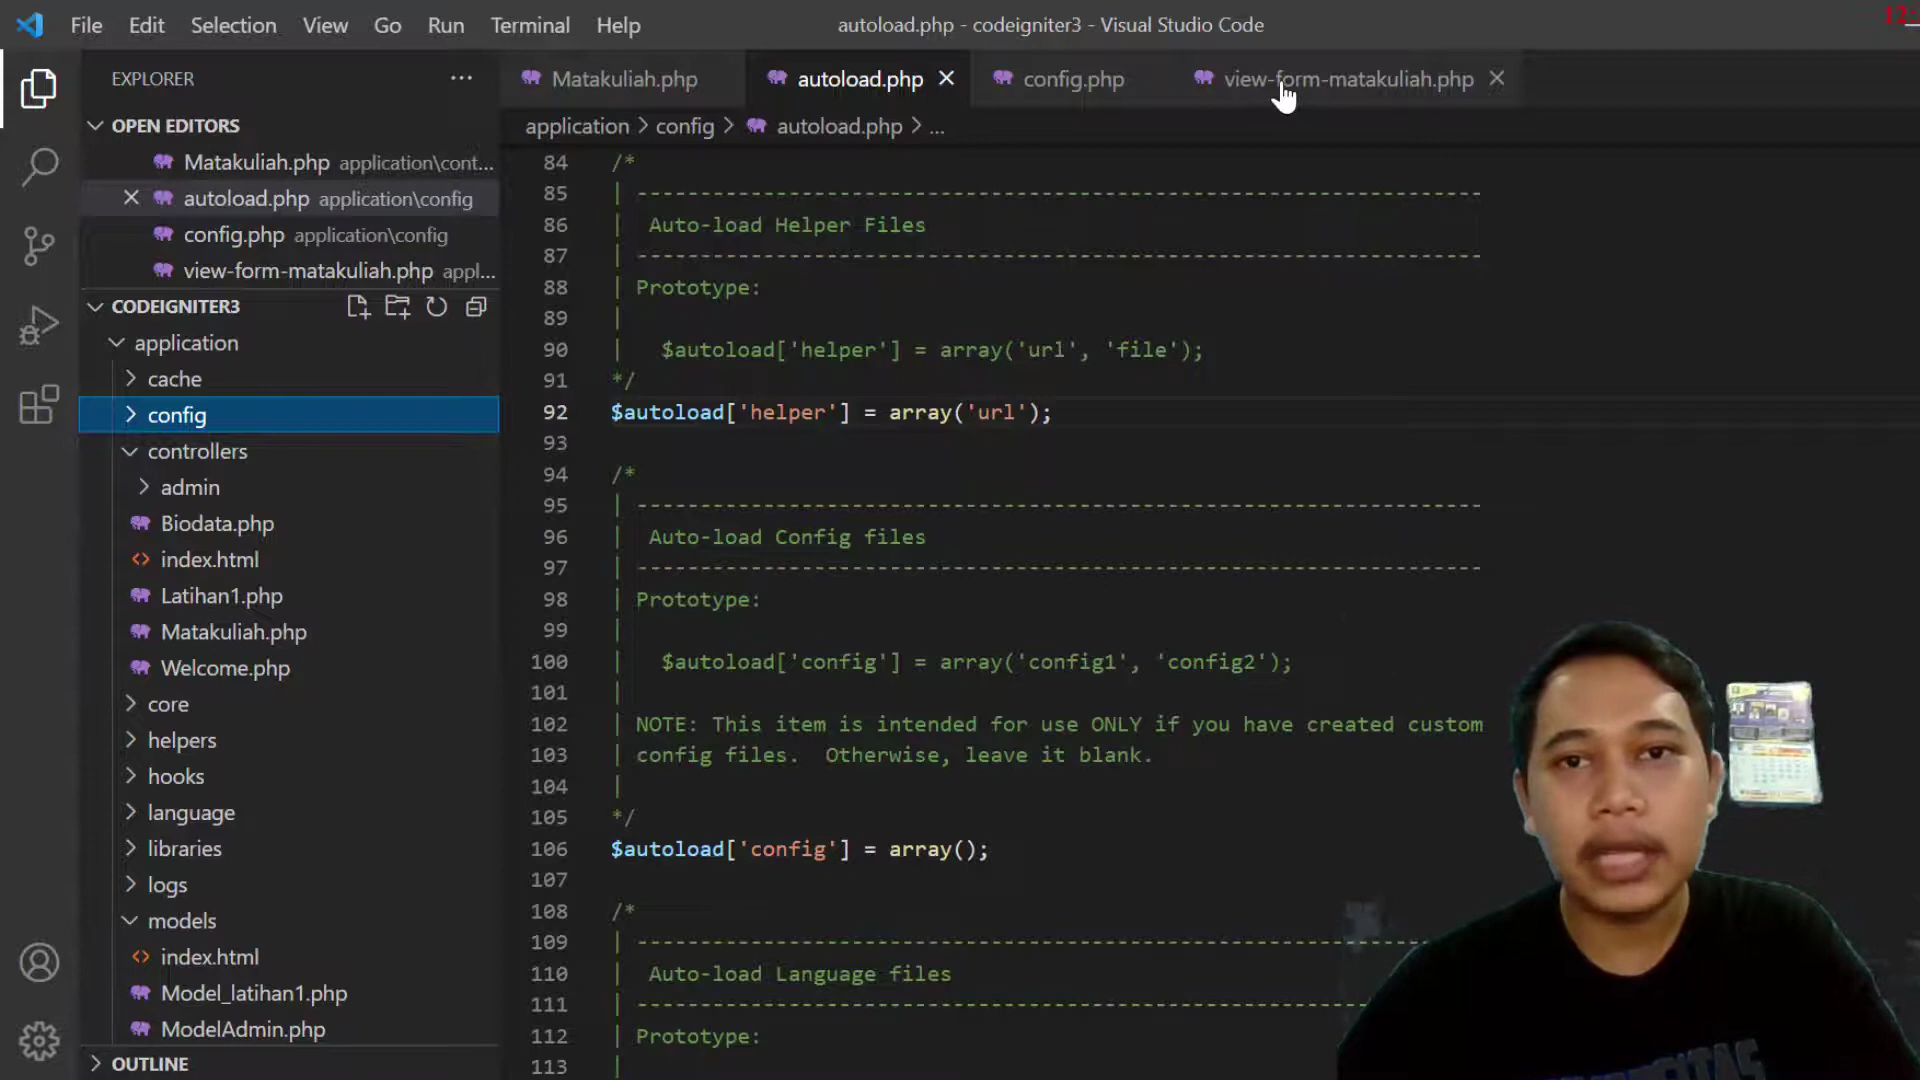 File Edit Selection View Go Run Terminal Help
autoload.php - codeigniter3 - Visual Studio Code
EXPLORER
OPEN EDITORS
Matakuliah.php application\cont...
autoload.php application\config
config.php application\config
view-form-matakuliah.php appl...
CODEIGNITER3
application
cache
config
controllers
admin
Biodata.php
index.html
Latihan1.php
Matakuliah.php
Welcome.php
core
helpers
hooks
language
libraries
logs
models
index.html
Model_latihan1.php
ModelAdmin.php
OUTLINE
Matakuliah.php autoload.php config.php view-form-matakuliah.php
application > config > autoload.php > ...
84 /*
85 | -------------------------------------------------------------------
86 | Auto-load Helper Files
87 | -------------------------------------------------------------------
88 | Prototype:
89 |
90 | $autoload['helper'] = array('url', 'file');
91 */
92 $autoload['helper'] = array('url');
93
94 /*
95 | -------------------------------------------------------------------
96 | Auto-load Config files
97 | -------------------------------------------------------------------
98 | Prototype:
99 |
100 | $autoload['config'] = array('config1', 'config2');
101 |
102 | NOTE: This item is intended for use ONLY if you have created custom
103 | config files.  Otherwise, leave it blank.
104 |
105 */
106 $autoload['config'] = array();
107
108 /*
109 | -------------------------------------------------------------------
110 | Auto-load Language files
111 | -------------------------------------------------------------------
112 | Prototype:
113 |